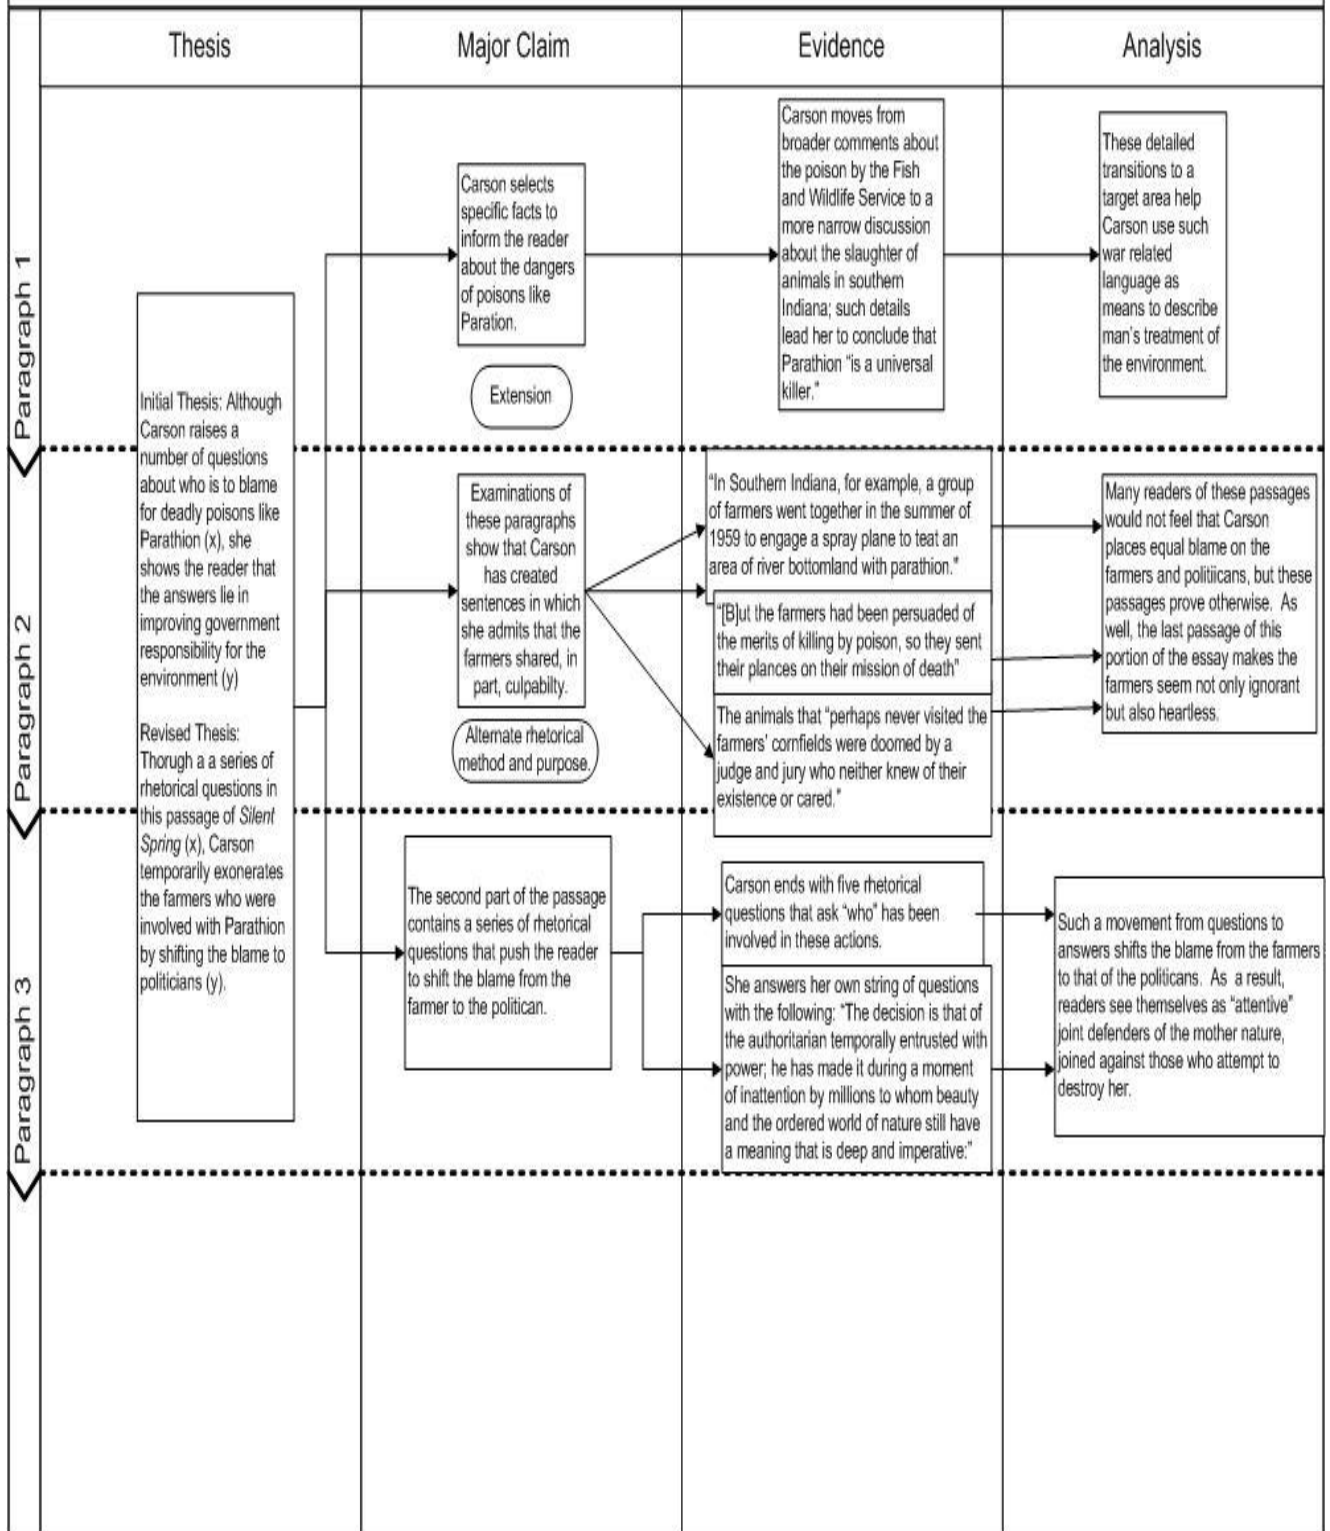 Thesis
Major Claim
Evidence
Analysis
Paragraph 1
Initial Thesis: Although
Carson raises a
number of questions
about who is to blame
for deadly poisons like
Parathion (x), she
shows the reader that
the answers lie in
improving government
responsibility for the
environment (y)
Revised Thesis:
Thorugh a a series of
rhetorical questions in
this passage of Silent
Spring (x), Carson
temporarily exonerates
the farmers who were
involved with Parathion
by shifting the blame to
politicians (y).
Carson selects
specific facts to
inform the reader
about the dangers
of poisons like
Paration.
Extension
Carson moves from
broader comments about
the poison by the Fish
and Wildlife Service to a
more narrow discussion
about the slaughter of
animals in southern
Indiana; such details
lead her to conclude that
Parathion “is a universal
killer.”
These detailed
transitions to a
target area help
Carson use such
war related
language as
means to describe
man's treatment of
the environment.
Paragraph 2
Examinations of
these paragraphs
show that Carson
has created
sentences in which
she admits that the
farmers shared, in
part, culpabilty.
Alternate rhetorical
method and purpose.
“In Southern Indiana, for example, a group
of farmers went together in the summer of
1959 to engage a spray plane to teat an
area of river bottomland with parathion.”
“[B]ut the farmers had been persuaded of
the merits of killing by poison, so they sent
their plances on their mission of death”
The animals that “perhaps never visited the
farmers' cornfields were doomed by a
judge and jury who neither knew of their
existence or cared.”
Many readers of these passages
would not feel that Carson
places equal blame on the
farmers and politiicans, but these
passages prove otherwise. As
well, the last passage of this
portion of the essay makes the
farmers seem not only ignorant
but also heartless.
Paragraph 3
The second part of the passage
contains a series of rhetorical
questions that push the reader
to shift the blame from the
farmer to the politican.
Carson ends with five rhetorical
questions that ask “who” has been
involved in these actions.
She answers her own string of questions
with the following: “The decision is that of
the authoritarian temporally entrusted with
power; he has made it during a moment
of inattention by millions to whom beauty
and the ordered world of nature still have
a meaning that is deep and imperative:”
Such a movement from questions to
answers shifts the blame from the farmers
to that of the politicans. As a result,
readers see themselves as “attentive”
joint defenders of the mother nature,
joined against those who attempt to
destroy her.